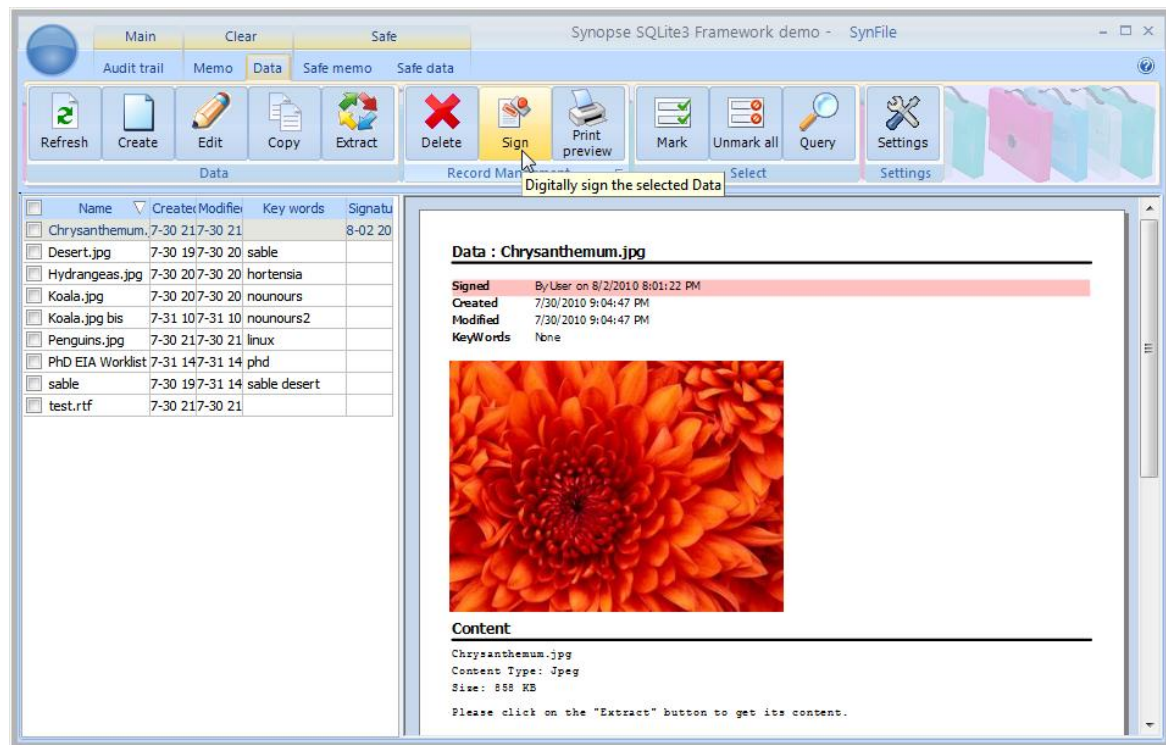 Main Clear Safe Synopse SQLite3 Framework demo - SynFile
Audit trail Memo Data Safe memo Safe data
Refresh Create Edit Copy Extract Delete Sign Print preview Mark Unmark all Query Settings
Data Record Management Select Settings
Digitally sign the selected Data
Name Created Modified Key words Signatu
Chrysanthemum. 7-30 21 7-30 21 8-02 20
Desert.jpg 7-30 19 7-30 20 sable
Hydrangeas.jpg 7-30 20 7-30 20 hortensia
Koala.jpg 7-30 20 7-30 20 nounours
Koala.jpg bis 7-31 10 7-31 10 nounours2
Penguins.jpg 7-30 21 7-30 21 linux
PhD EIA Worklist 7-31 14 7-31 14 phd
sable 7-30 19 7-31 14 sable desert
test.rtf 7-30 21 7-30 21
Data : Chrysanthemum.jpg
Signed By User on 8/2/2010 8:01:22 PM
Created 7/30/2010 9:04:47 PM
Modified 7/30/2010 9:04:47 PM
KeyWords None
Content
Chrysanthemum.jpg
Content Type: Jpeg
Size: 858 KB
Please click on the "Extract" button to get its content.